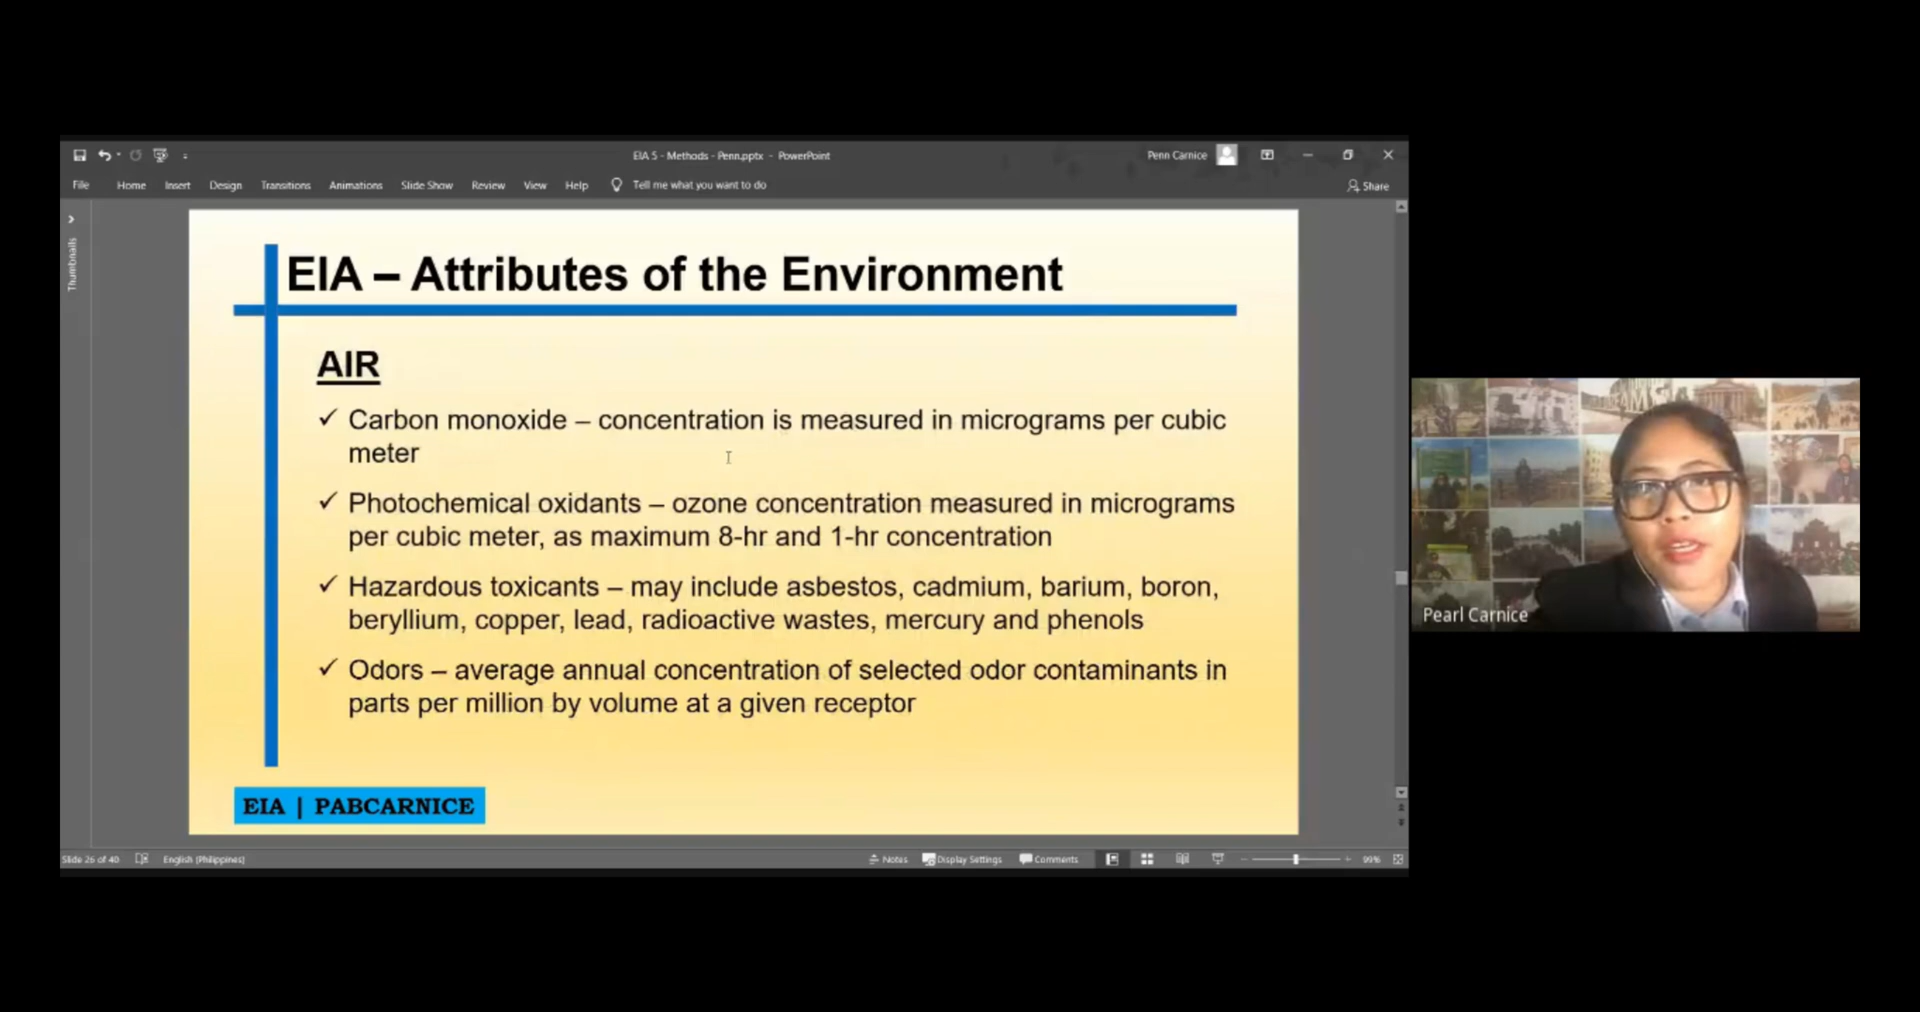 EIA 5 - Methods - Penn.pptx - PowerPoint
Penn Carnice
File Home Insert Design Transitions Animations Slide Show Review View Help Tell me what you want to do
Share
Thumbnails
EIA – Attributes of the Environment
AIR
✓ Carbon monoxide – concentration is measured in micrograms per cubic
meter
✓ Photochemical oxidants – ozone concentration measured in micrograms
per cubic meter, as maximum 8-hr and 1-hr concentration
✓ Hazardous toxicants – may include asbestos, cadmium, barium, boron,
beryllium, copper, lead, radioactive wastes, mercury and phenols
✓ Odors – average annual concentration of selected odor contaminants in
parts per million by volume at a given receptor
EIA | PABCARNICE
Pearl Carnice
Slide 26 of 40 English (Philippines) Notes Display Settings Comments 99%